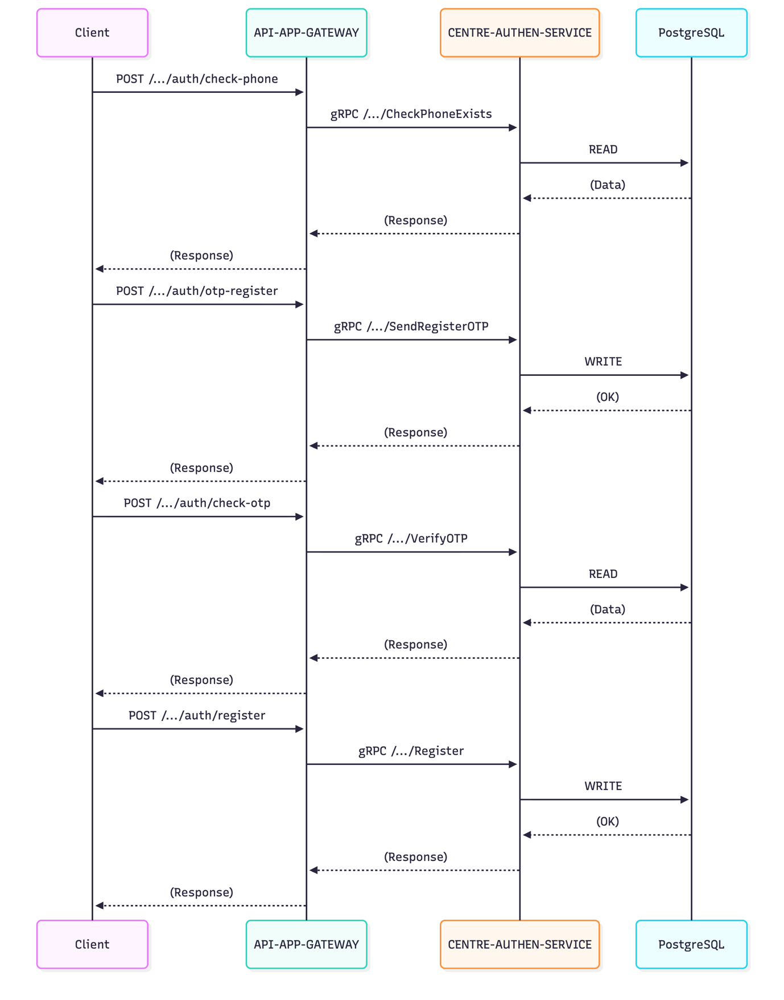 Client
API-APP-GATEWAY
CENTRE-AUTHEN-SERVICE
PostgreSQL
POST /.../auth/check-phone
gRPC /.../CheckPhoneExists
READ
(Data)
(Response)
(Response)
POST /.../auth/otp-register
gRPC /.../SendRegisterOTP
WRITE
(OK)
(Response)
(Response)
POST /.../auth/check-otp
gRPC /.../VerifyOTP
READ
(Data)
(Response)
(Response)
POST /.../auth/register
gRPC /.../Register
WRITE
(OK)
(Response)
(Response)
Client
API-APP-GATEWAY
CENTRE-AUTHEN-SERVICE
PostgreSQL